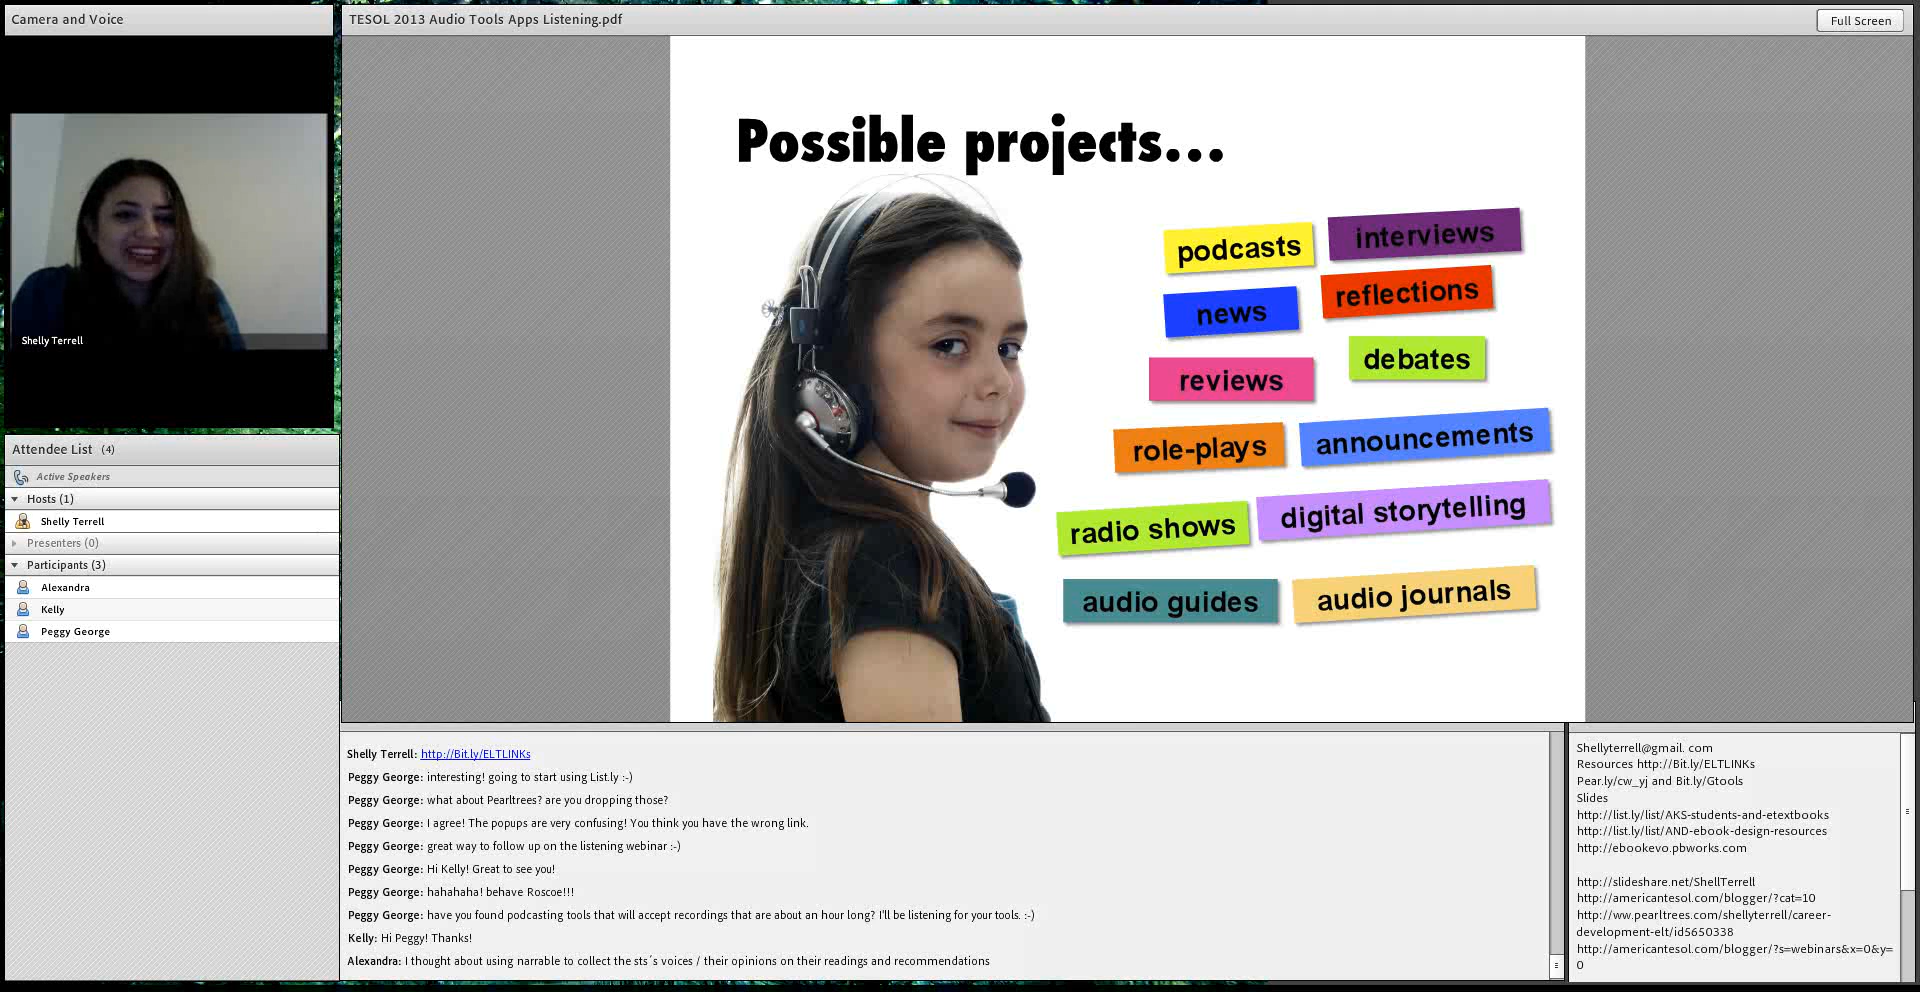 Camera and Voice
Shelly Terrell
Attendee List (4)
Active Speakers
Hosts (1)
Shelly Terrell
Presenters (0)
Participants (3)
Alexandra
Kelly
Peggy George
TESOL 2013 Audio Tools Apps Listening.pdf
Full Screen
Possible projects...
podcasts
interviews
news
reflections
reviews
debates
role-plays
announcements
radio shows
digital storytelling
audio guides
audio journals
Shelly Terrell: http://Bit.ly/ELTLINKs
Peggy George: interesting! going to start using List.ly :-)
Peggy George: what about Pearltrees? are you dropping those?
Peggy George: I agree! The popups are very confusing! You think you have the wrong link.
Peggy George: great way to follow up on the listening webinar :-)
Peggy George: Hi Kelly! Great to see you!
Peggy George: hahahaha! behave Roscoe!!!
Peggy George: have you found podcasting tools that will accept recordings that are about an hour long? I'll be listening for your tools. :-)
Kelly: Hi Peggy! Thanks!
Alexandra: I thought about using narrable to collect the sts´s voices / their opinions on their readings and recommendations
Shellyterrell@gmail. com
Resources http://Bit.ly/ELTLINKs
Pear.ly/cw_yj and Bit.ly/Gtools
Slides
http://list.ly/list/AKS-students-and-etextbooks
http://list.ly/list/AND-ebook-design-resources
http://ebookevo.pbworks.com
http://slideshare.net/ShellTerrell
http://americantesol.com/blogger/?cat=10
http://ww.pearltrees.com/shellyterrell/career-
development-elt/id5650338
http://americantesol.com/blogger/?s=webinars&x=0&y=
0